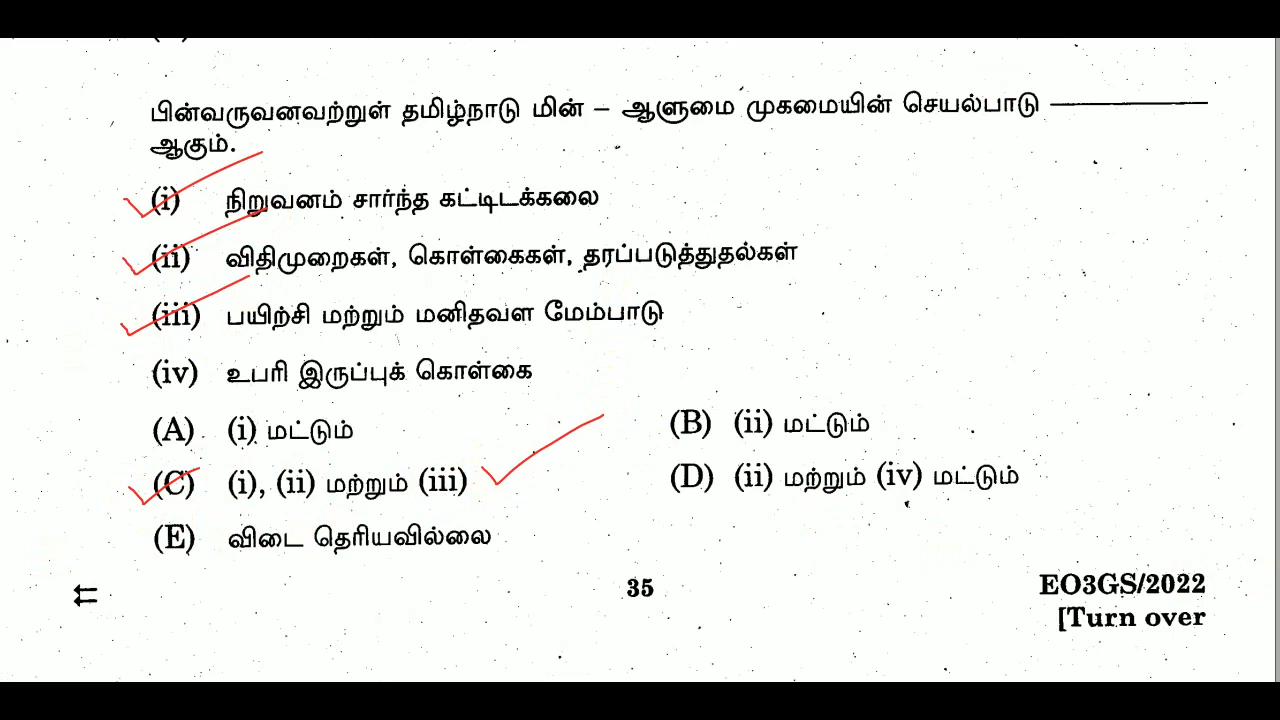 பின்வருவனவற்றுள் தமிழ்நாடு மின் – ஆளுமை முகமையின் செயல்பாடு ————
ஆகும்.
(i) நிறுவனம் சார்ந்த கட்டிடக்கலை
(ii) விதிமுறைகள், கொள்கைகள், தரப்படுத்துதல்கள்
(iii) பயிற்சி மற்றும் மனிதவள மேம்பாடு
(iv) உபரி இருப்புக் கொள்கை
(A) (i) மட்டும் (B) (ii) மட்டும்
(C) (i), (ii) மற்றும் (iii) (D) (ii) மற்றும் (iv) மட்டும்
(E) விடை தெரியவில்லை
35 EO3GS/2022
[Turn over